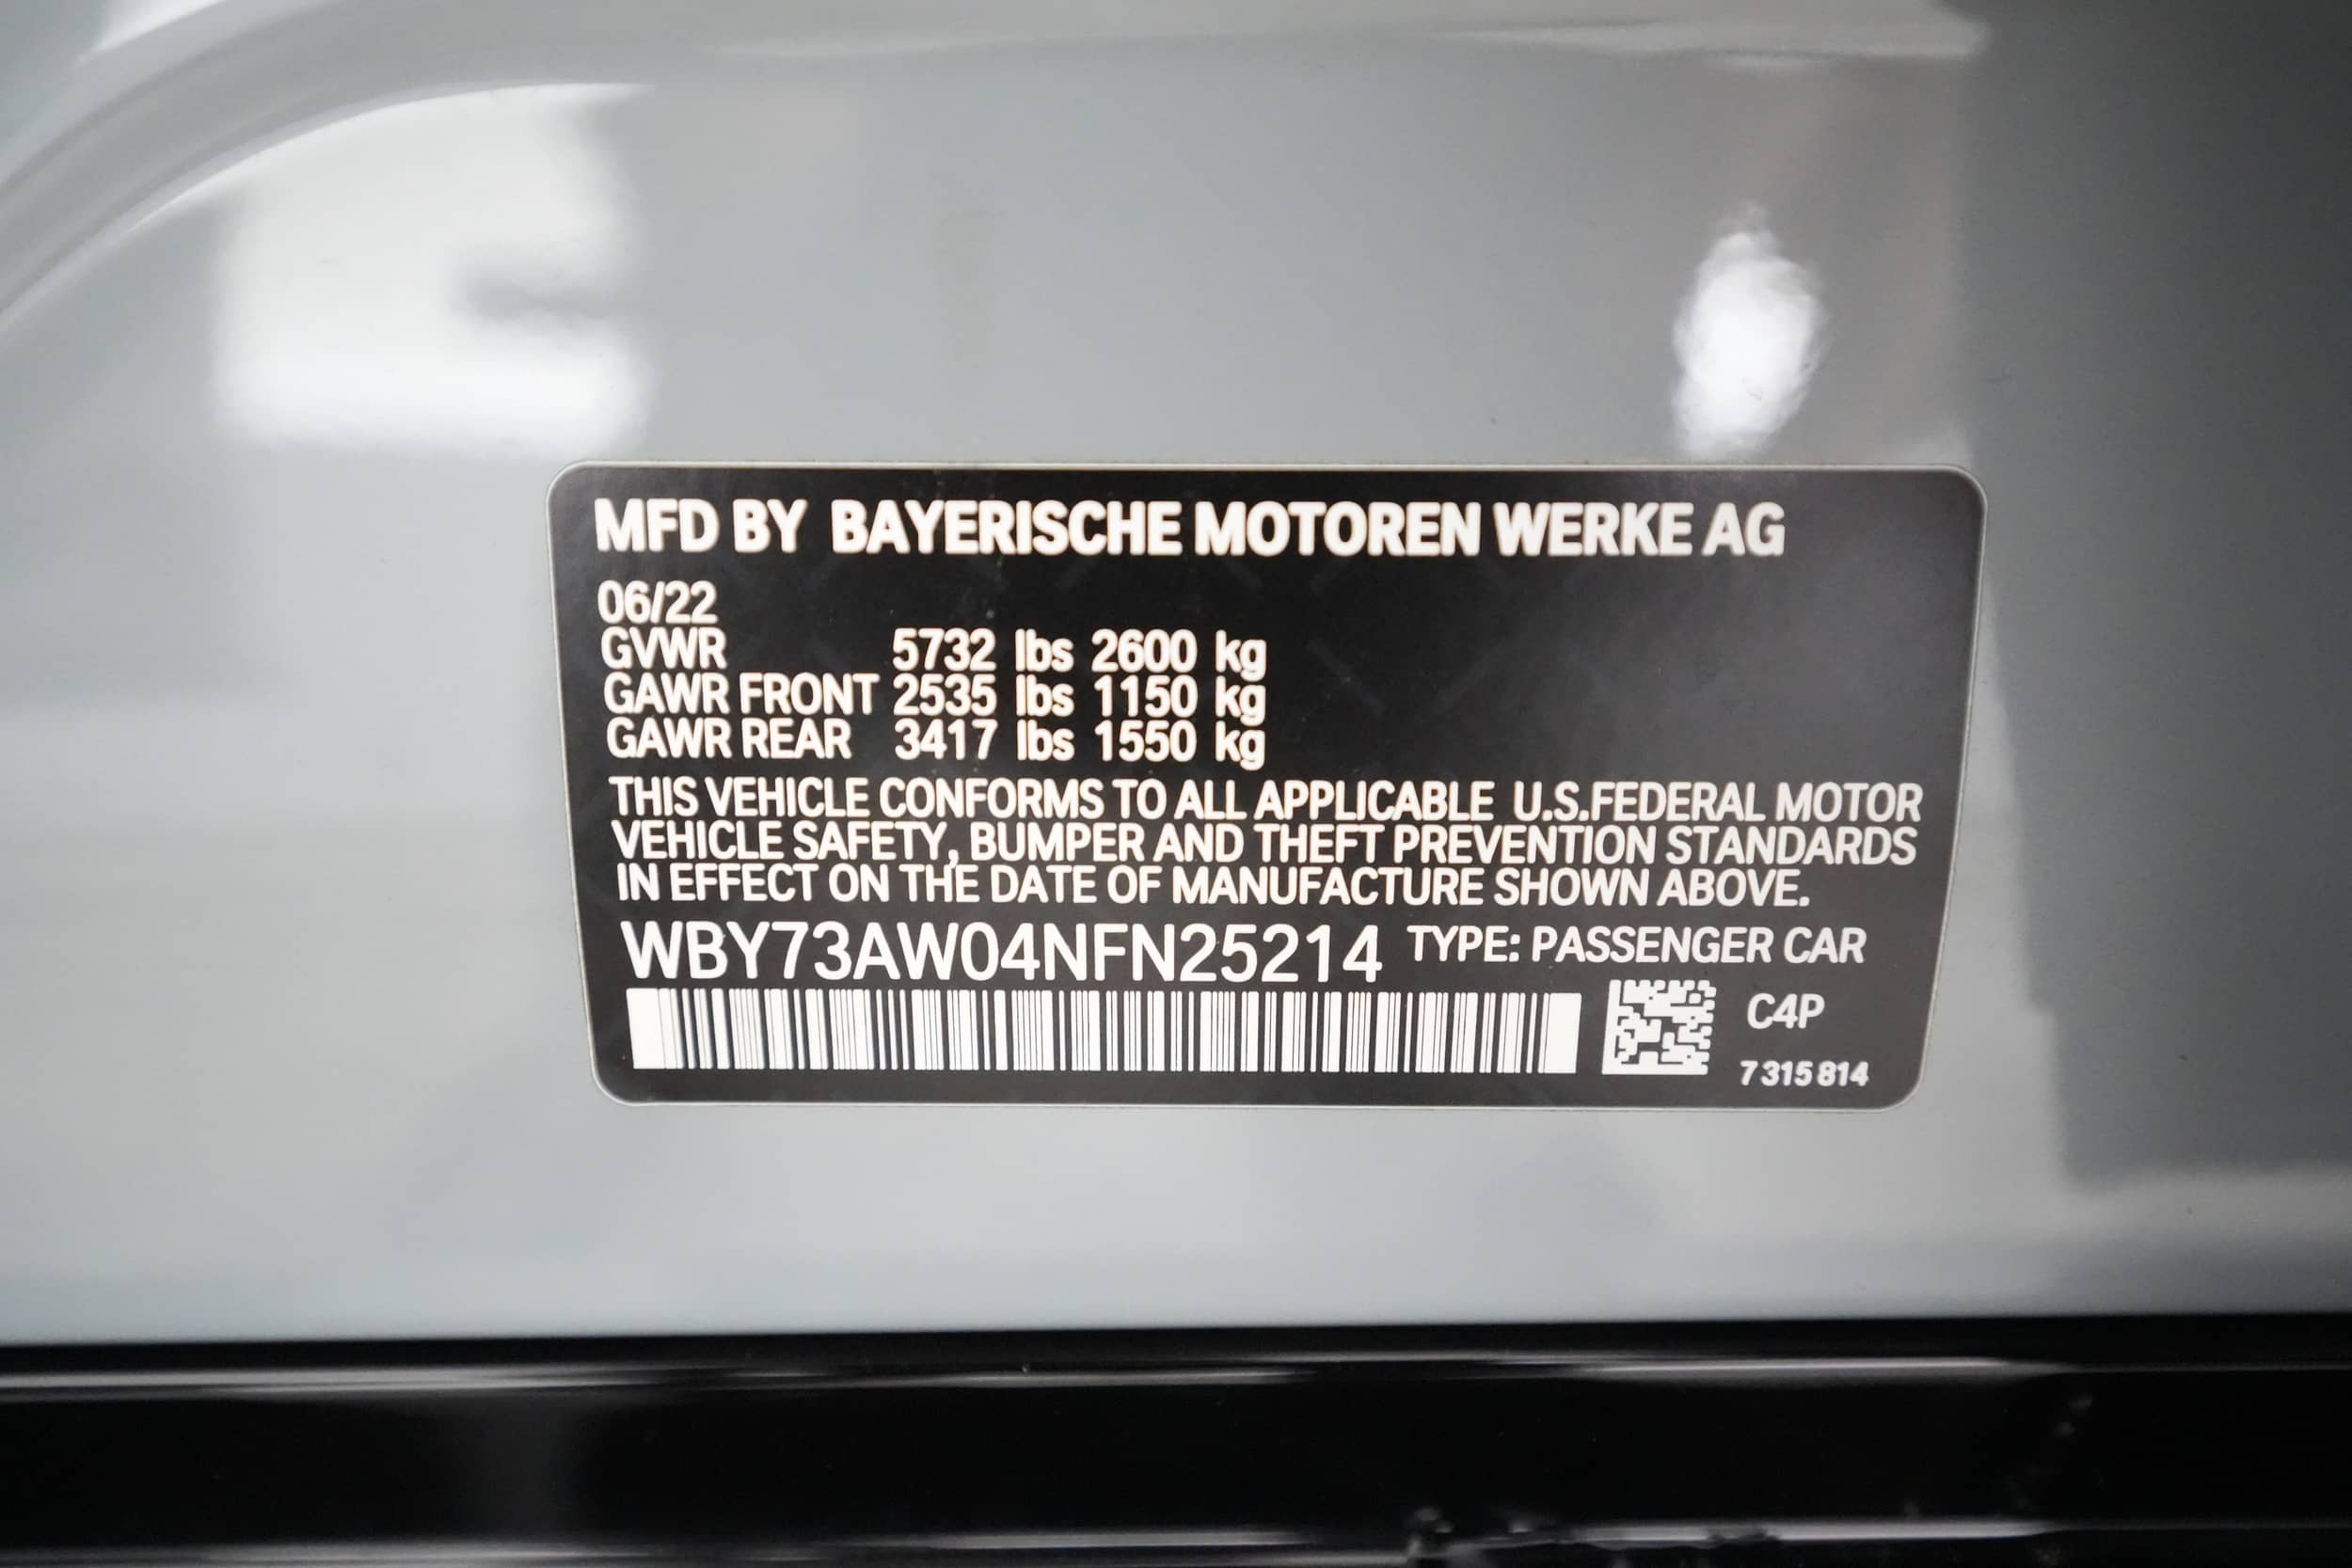 MFD BY BAYERISCHE MOTOREN WERKE AG
06/22
GVWR 5732 lbs 2600 kg
GAWR FRONT 2535 lbs 1150 kg
GAWR REAR 3417 lbs 1550 kg
THIS VEHICLE CONFORMS TO ALL APPLICABLE U.S.FEDERAL MOTOR
VEHICLE SAFETY, BUMPER AND THEFT PREVENTION STANDARDS
IN EFFECT ON THE DATE OF MANUFACTURE SHOWN ABOVE.
WBY73AW04NFN25214 TYPE: PASSENGER CAR
C4P
7 315 814